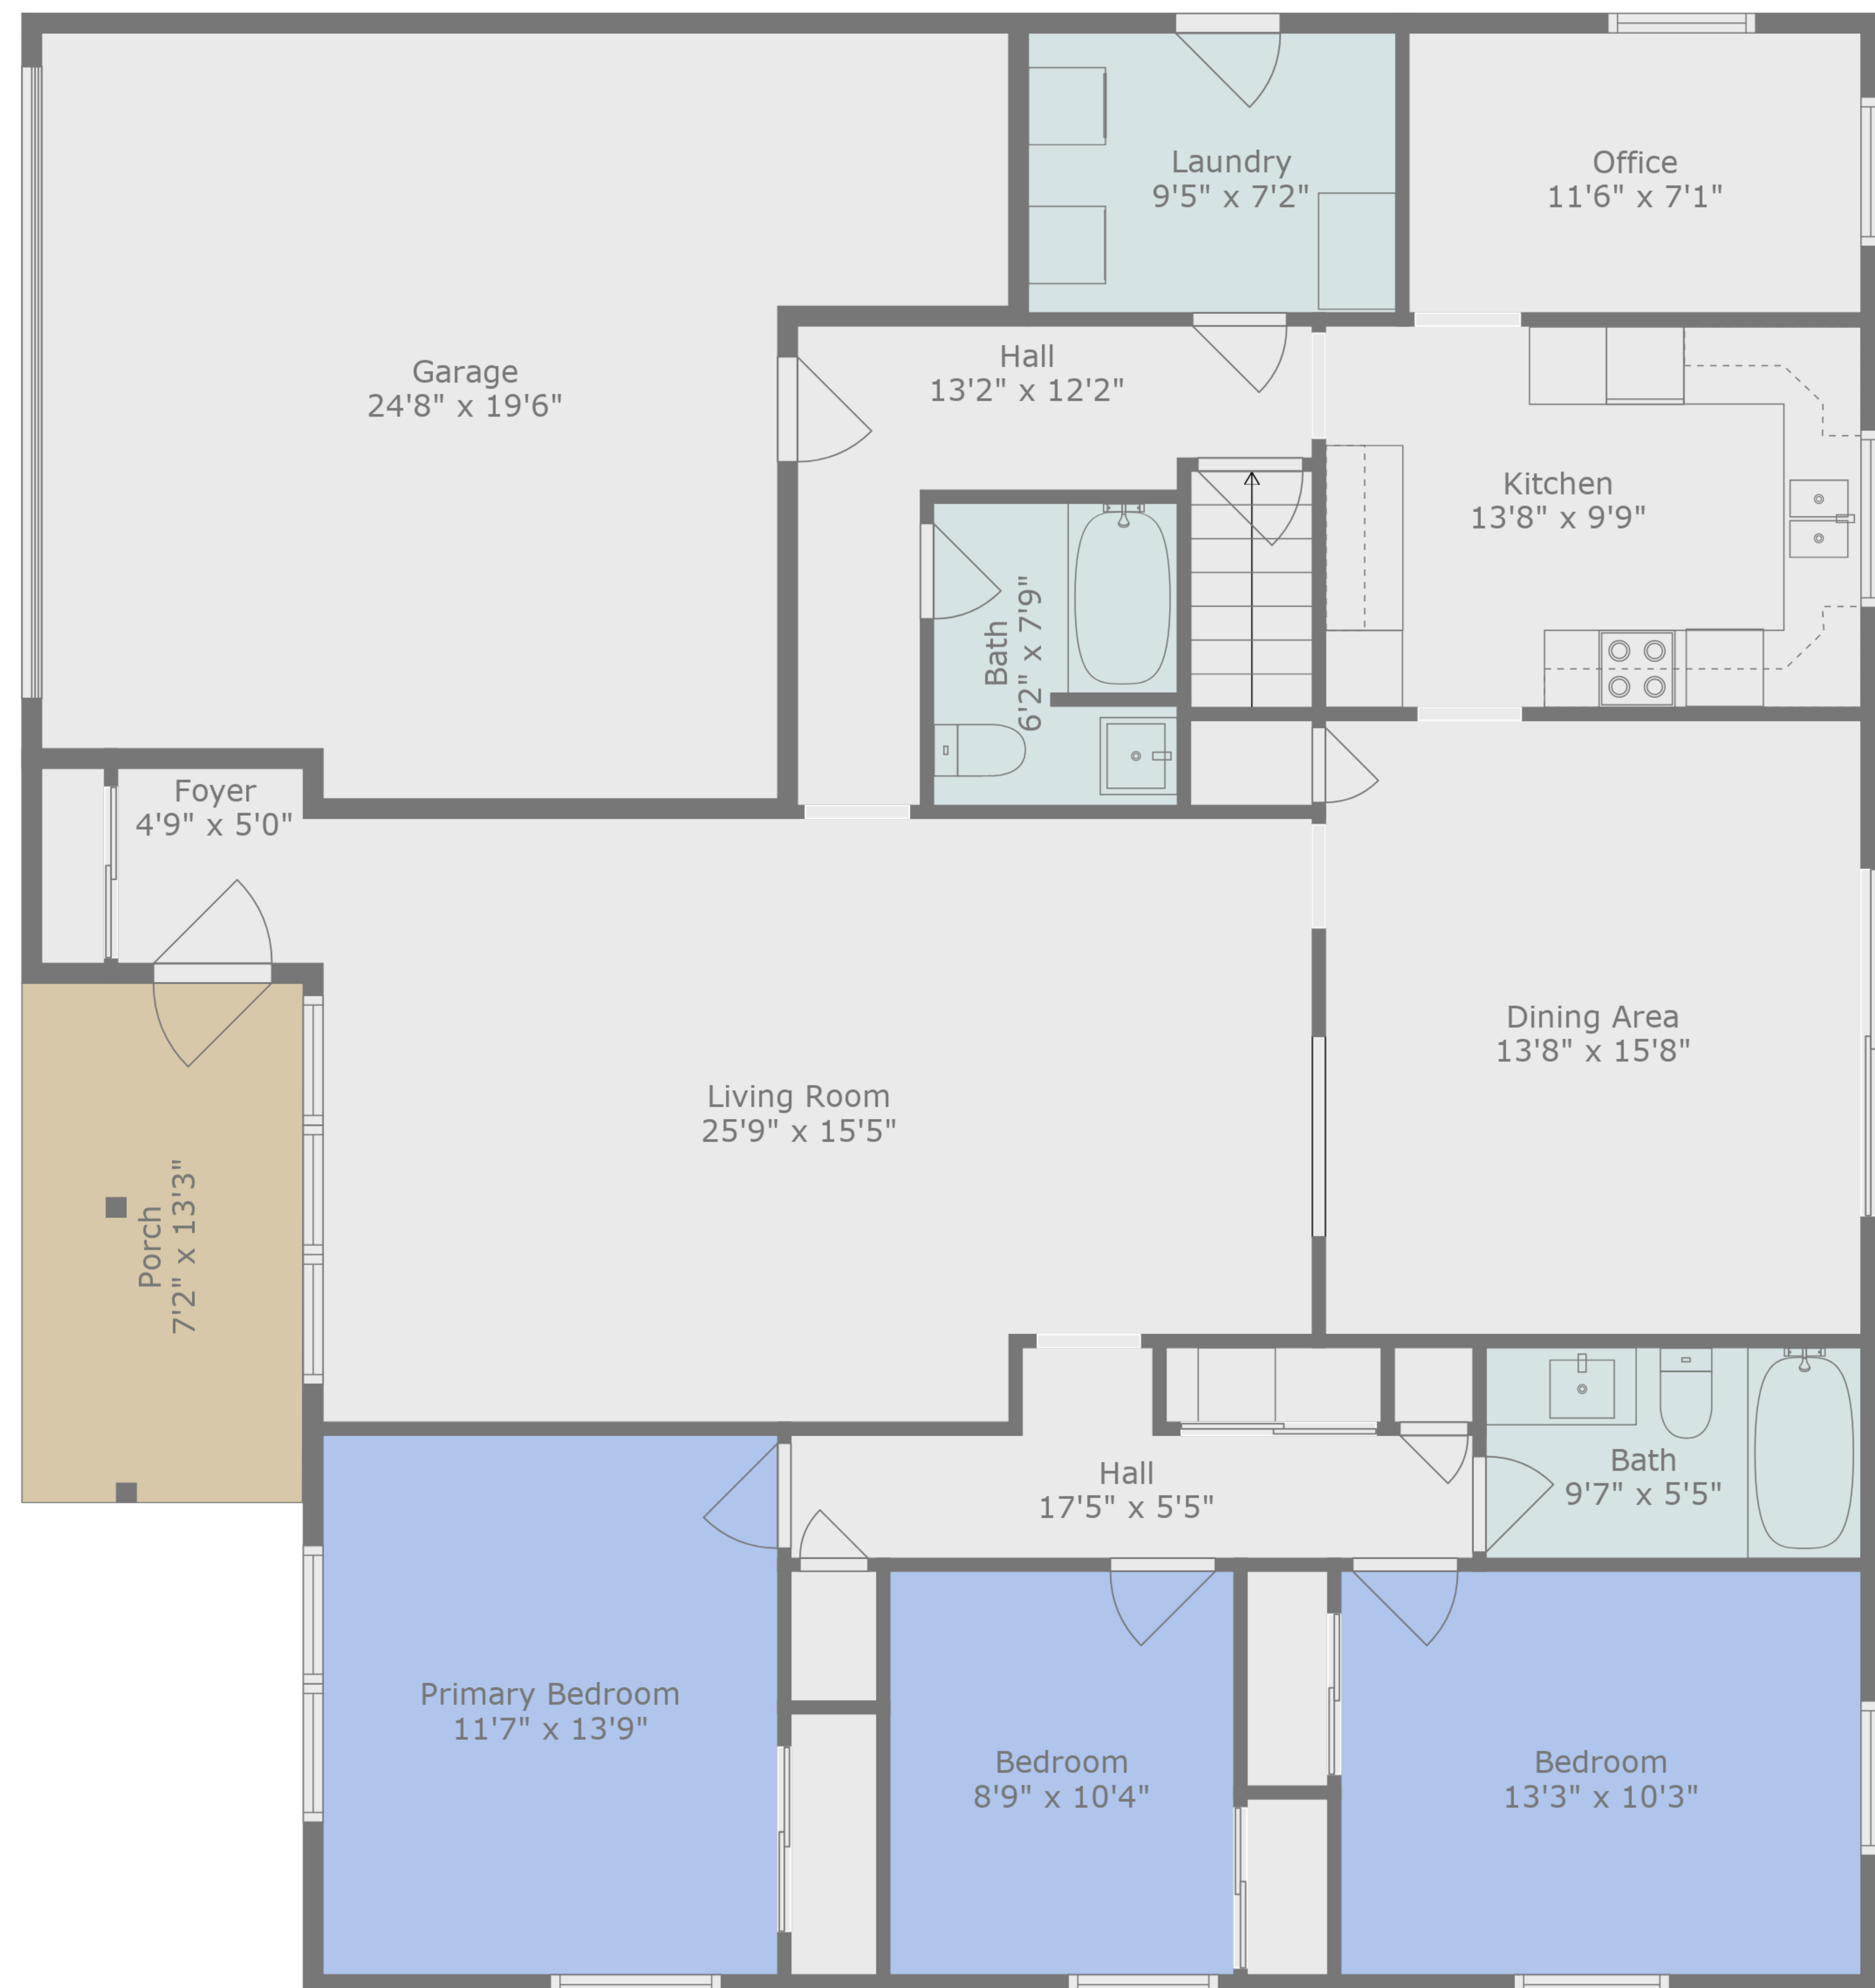 Laundry
9'5" x 7'2"
Office
11'6" x 7'1"
Garage
24'8" x 19'6"
Hall
13'2" x 12'2"
Kitchen
13'8" x 9'9"
Bath
6'2" x 7'9"
Foyer
4'9" x 5'0"
Dining Area
13'8" x 15'8"
Living Room
25'9" x 15'5"
Porch
7'2" x 13'3"
Hall
17'5" x 5'5"
Bath
9'7" x 5'5"
Primary Bedroom
11'7" x 13'9"
Bedroom
8'9" x 10'4"
Bedroom
13'3" x 10'3"